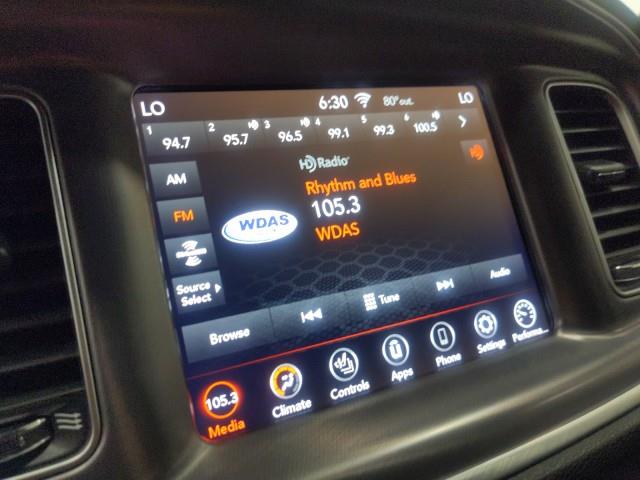 LO 6:30 80° out. LO
1 94.7 2 95.7 3 96.5 4 99.1 5 99.3 6 100.5
HD Radio
AM
Rhythm and Blues
FM
105.3
WDAS
WDAS
Source Select
Browse Tune Audio
105.3
Media Climate Controls Apps Phone Settings Performa...